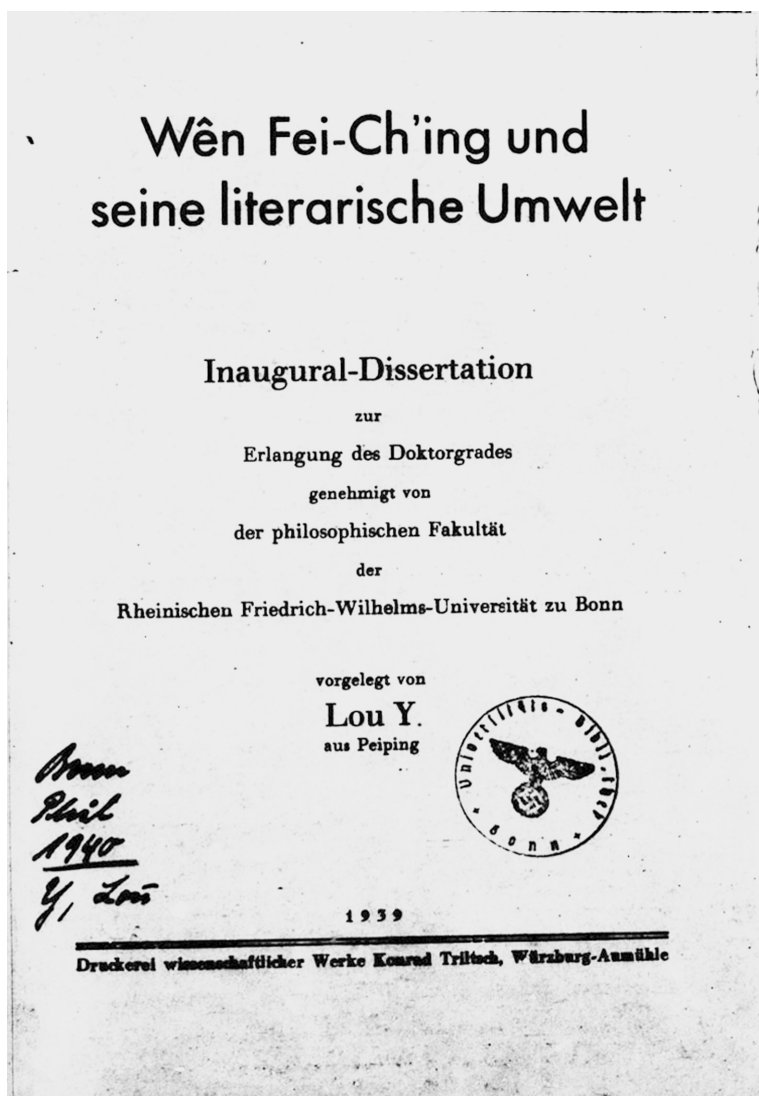 Wên Fei-Ch'ing und
seine literarische Umwelt
Inaugural-Dissertation
zur
Erlangung des Doktorgrades
genehmigt von
der philosophischen Fakultät
der
Rheinischen Friedrich-Wilhelms-Universität zu Bonn
vorgelegt von
Lou Y.
aus Peiping
Bonn
Phil
1940
Y, Lou
Bonn
1939
Druckerei wissenschaftlicher Werke Konrad Triltsch, Würzburg-Aumühle